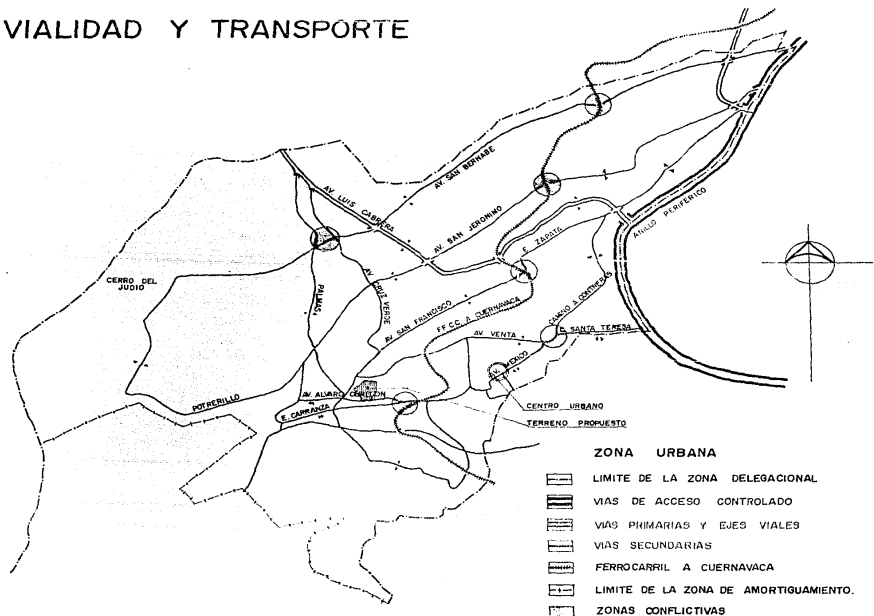 VIALIDAD Y TRANSPORTE
AV. SAN BERNABE
AV. LUIS CABRERA
AV. SAN JERONIMO
E. ZAPATA
ANILLO PERIFERICO
CERRO DEL
JUDIO
PALMAS
AV. CRUZ VERDE
AV. SAN FRANCISCO
FF.CC. A CUERNAVACA
CAMINO A CONTRERAS
AV. VENTA
SANTA TERESA
AV. MEXICO
POTRERILLO
AV. ALVARO OBREGON
E. CARRANZA
CENTRO URBANO
TERRENO PROPUESTO
ZONA URBANA
LIMITE DE LA ZONA DELEGACIONAL
VIAS DE ACCESO CONTROLADO
VIAS PRIMARIAS Y EJES VIALES
VIAS SECUNDARIAS
FERROCARRIL A CUERNAVACA
LIMITE DE LA ZONA DE AMORTIGUAMIENTO.
ZONAS CONFLICTIVAS